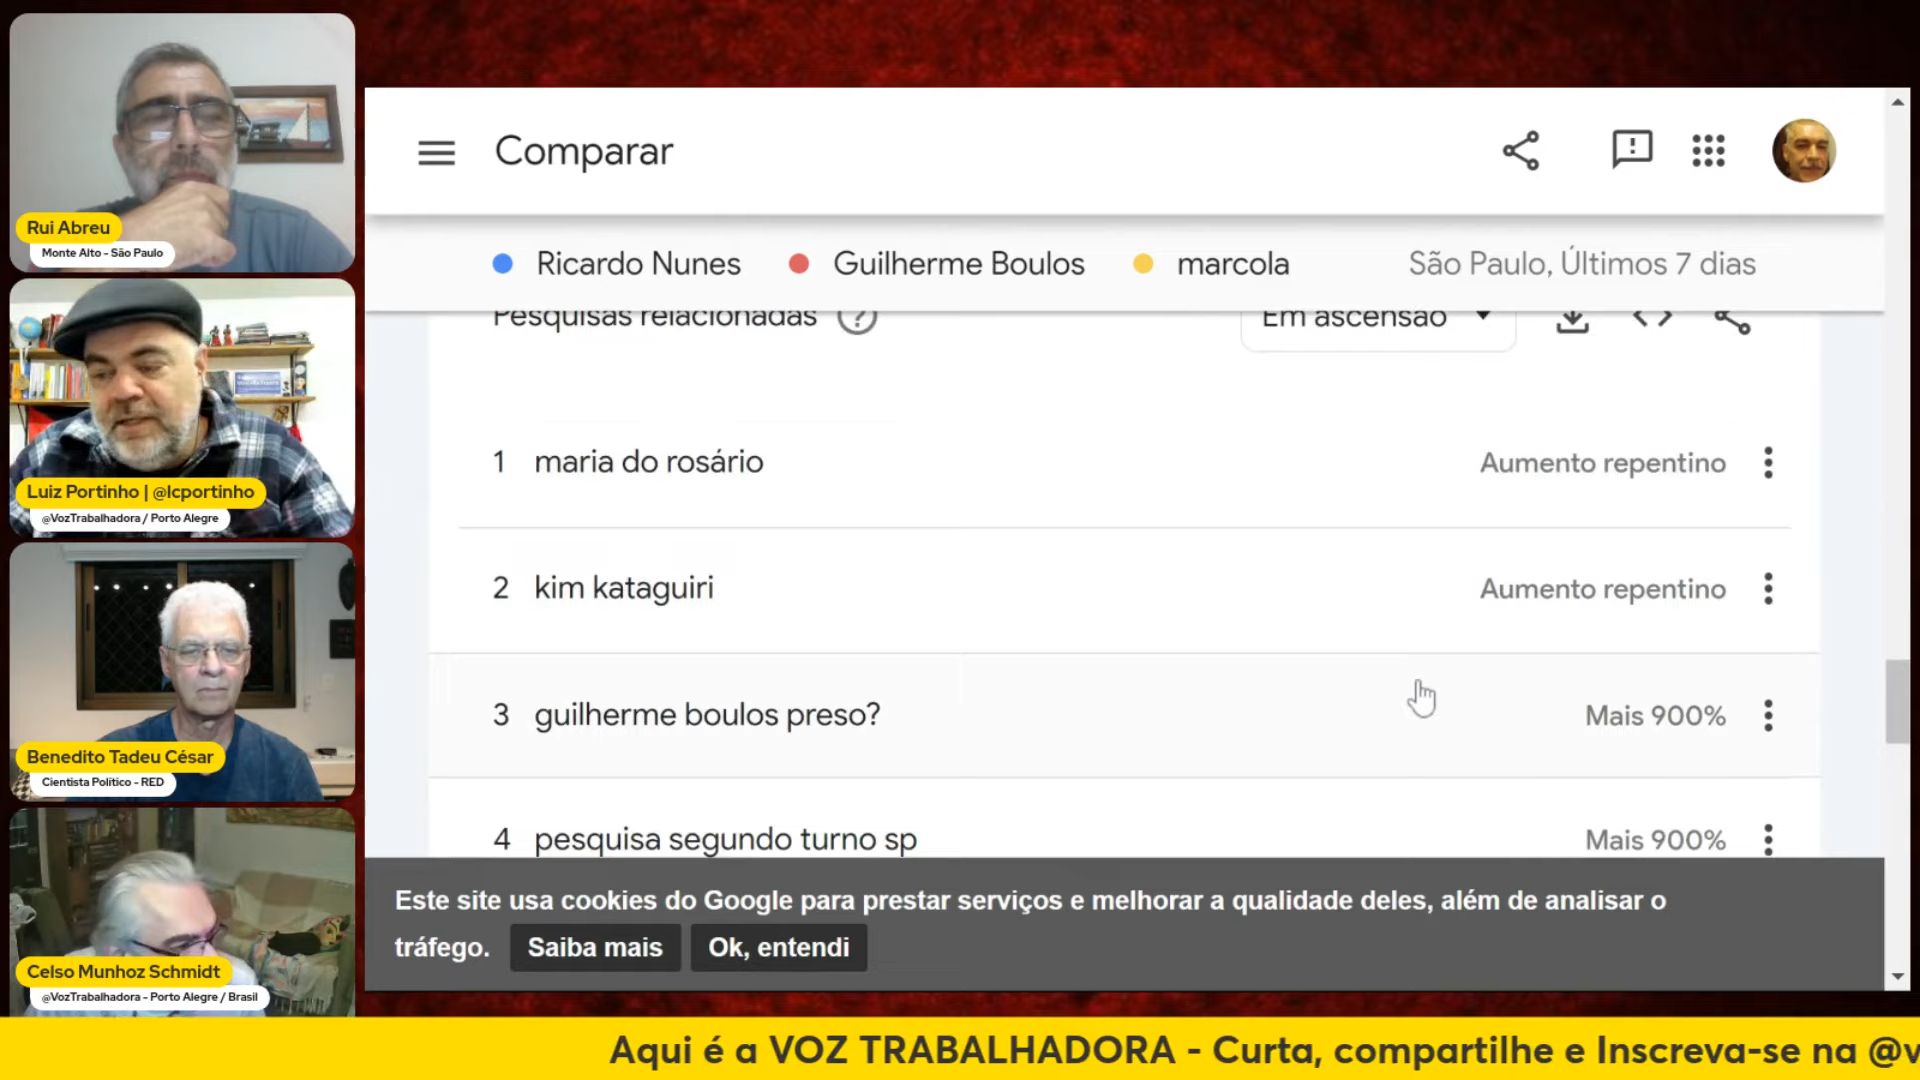 Rui Abreu
Monte Alto - São Paulo
Luiz Portinho | @lcportinho
@VozTrabalhadora / Porto Alegre
Benedito Tadeu César
Cientista Político - RED
Celso Munhoz Schmidt
@VozTrabalhadora - Porto Alegre / Brasil
Comparar
Ricardo Nunes
Guilherme Boulos
marcola
São Paulo, Últimos 7 dias
Pesquisas relacionadas
Em ascensão
1 maria do rosário Aumento repentino
2 kim kataguiri Aumento repentino
3 guilherme boulos preso? Mais 900%
4 pesquisa segundo turno sp Mais 900%
Este site usa cookies do Google para prestar serviços e melhorar a qualidade deles, além de analisar o
tráfego. Saiba mais Ok, entendi
Aqui é a VOZ TRABALHADORA - Curta, compartilhe e Inscreva-se na @v